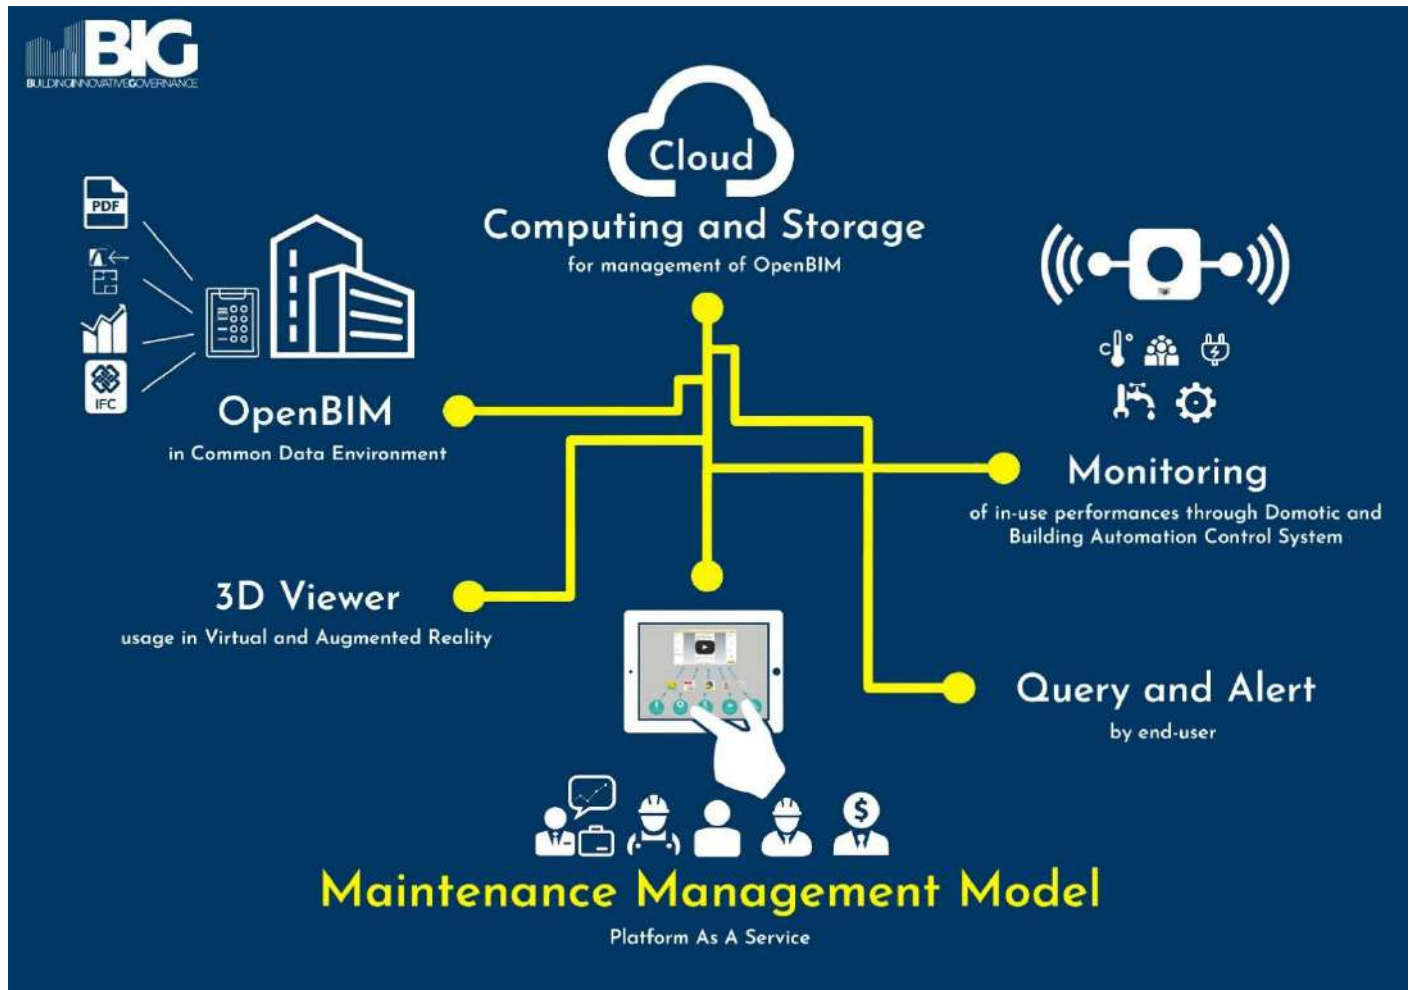 BIG
BUILDINGINNOVATIVEGOVERNANCE
Cloud
Computing and Storage
for management of OpenBIM
PDF
IFC
OpenBIM
in Common Data Environment
C°
Monitoring
of in-use performances through Domotic and
Building Automation Control System
3D Viewer
usage in Virtual and Augmented Reality
Query and Alert
by end-user
$
Maintenance Management Model
Platform As A Service